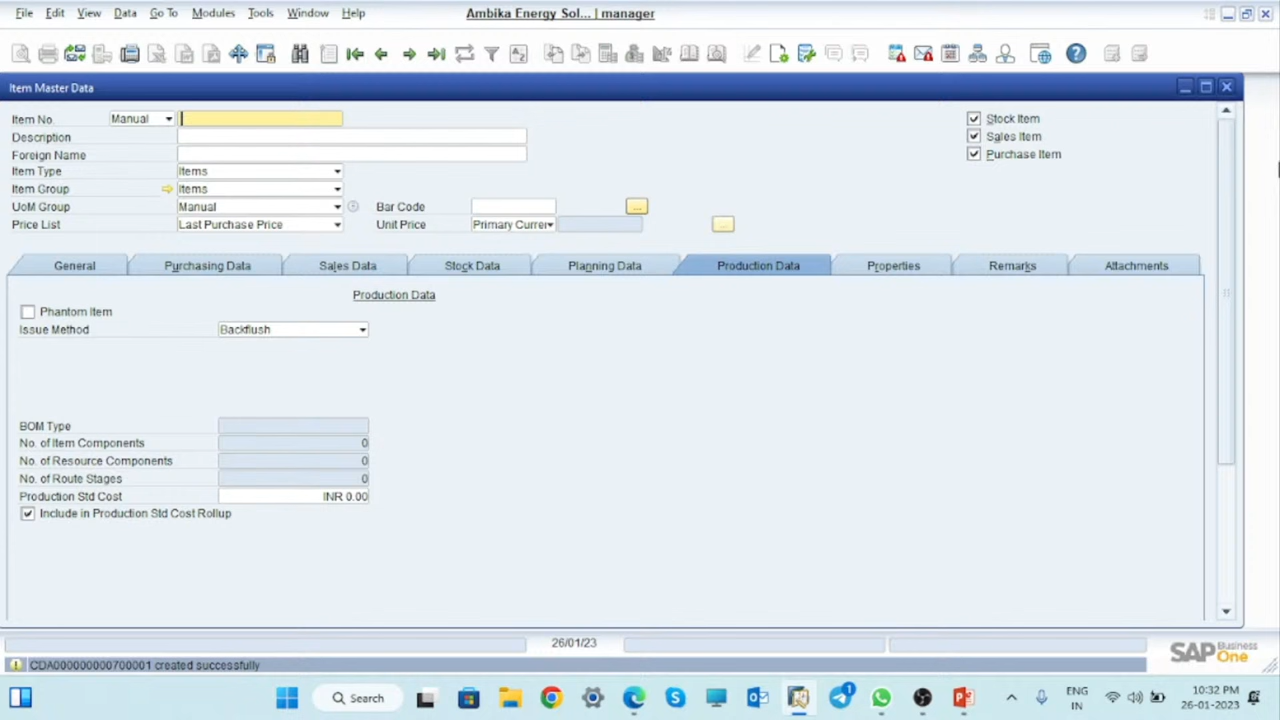 File Edit View Data Go To Modules Tools Window Help Ambika Energy Sol... | manager
Item Master Data
Item No. Manual
Description
Foreign Name
Item Type Items
Item Group Items
UoM Group Manual Bar Code ...
Price List Last Purchase Price Unit Price Primary Currer ...
Stock Item
Sales Item
Purchase Item
General Purchasing Data Sales Data Stock Data Planning Data Production Data Properties Remarks Attachments
Production Data
Phantom Item
Issue Method Backflush
BOM Type
No. of Item Components 0
No. of Resource Components 0
No. of Route Stages 0
Production Std Cost INR 0.00
Include in Production Std Cost Rollup
26/01/23
CDA000000000700001 created successfully
SAP Business One
Search
1
ENG
IN
10:32 PM
26-01-2023